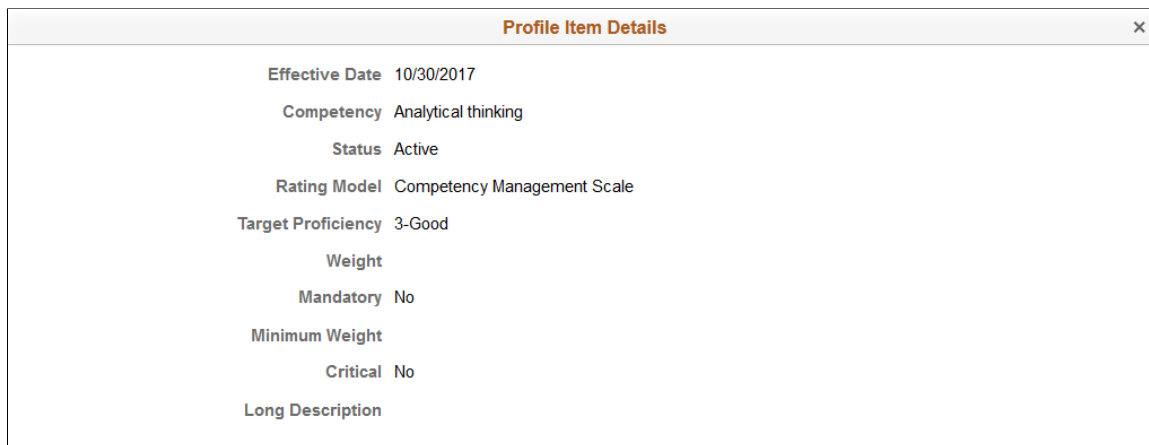 Profile Item Details ×
Effective Date 10/30/2017
Competency Analytical thinking
Status Active
Rating Model Competency Management Scale
Target Proficiency 3-Good
Weight
Mandatory No
Minimum Weight
Critical No
Long Description